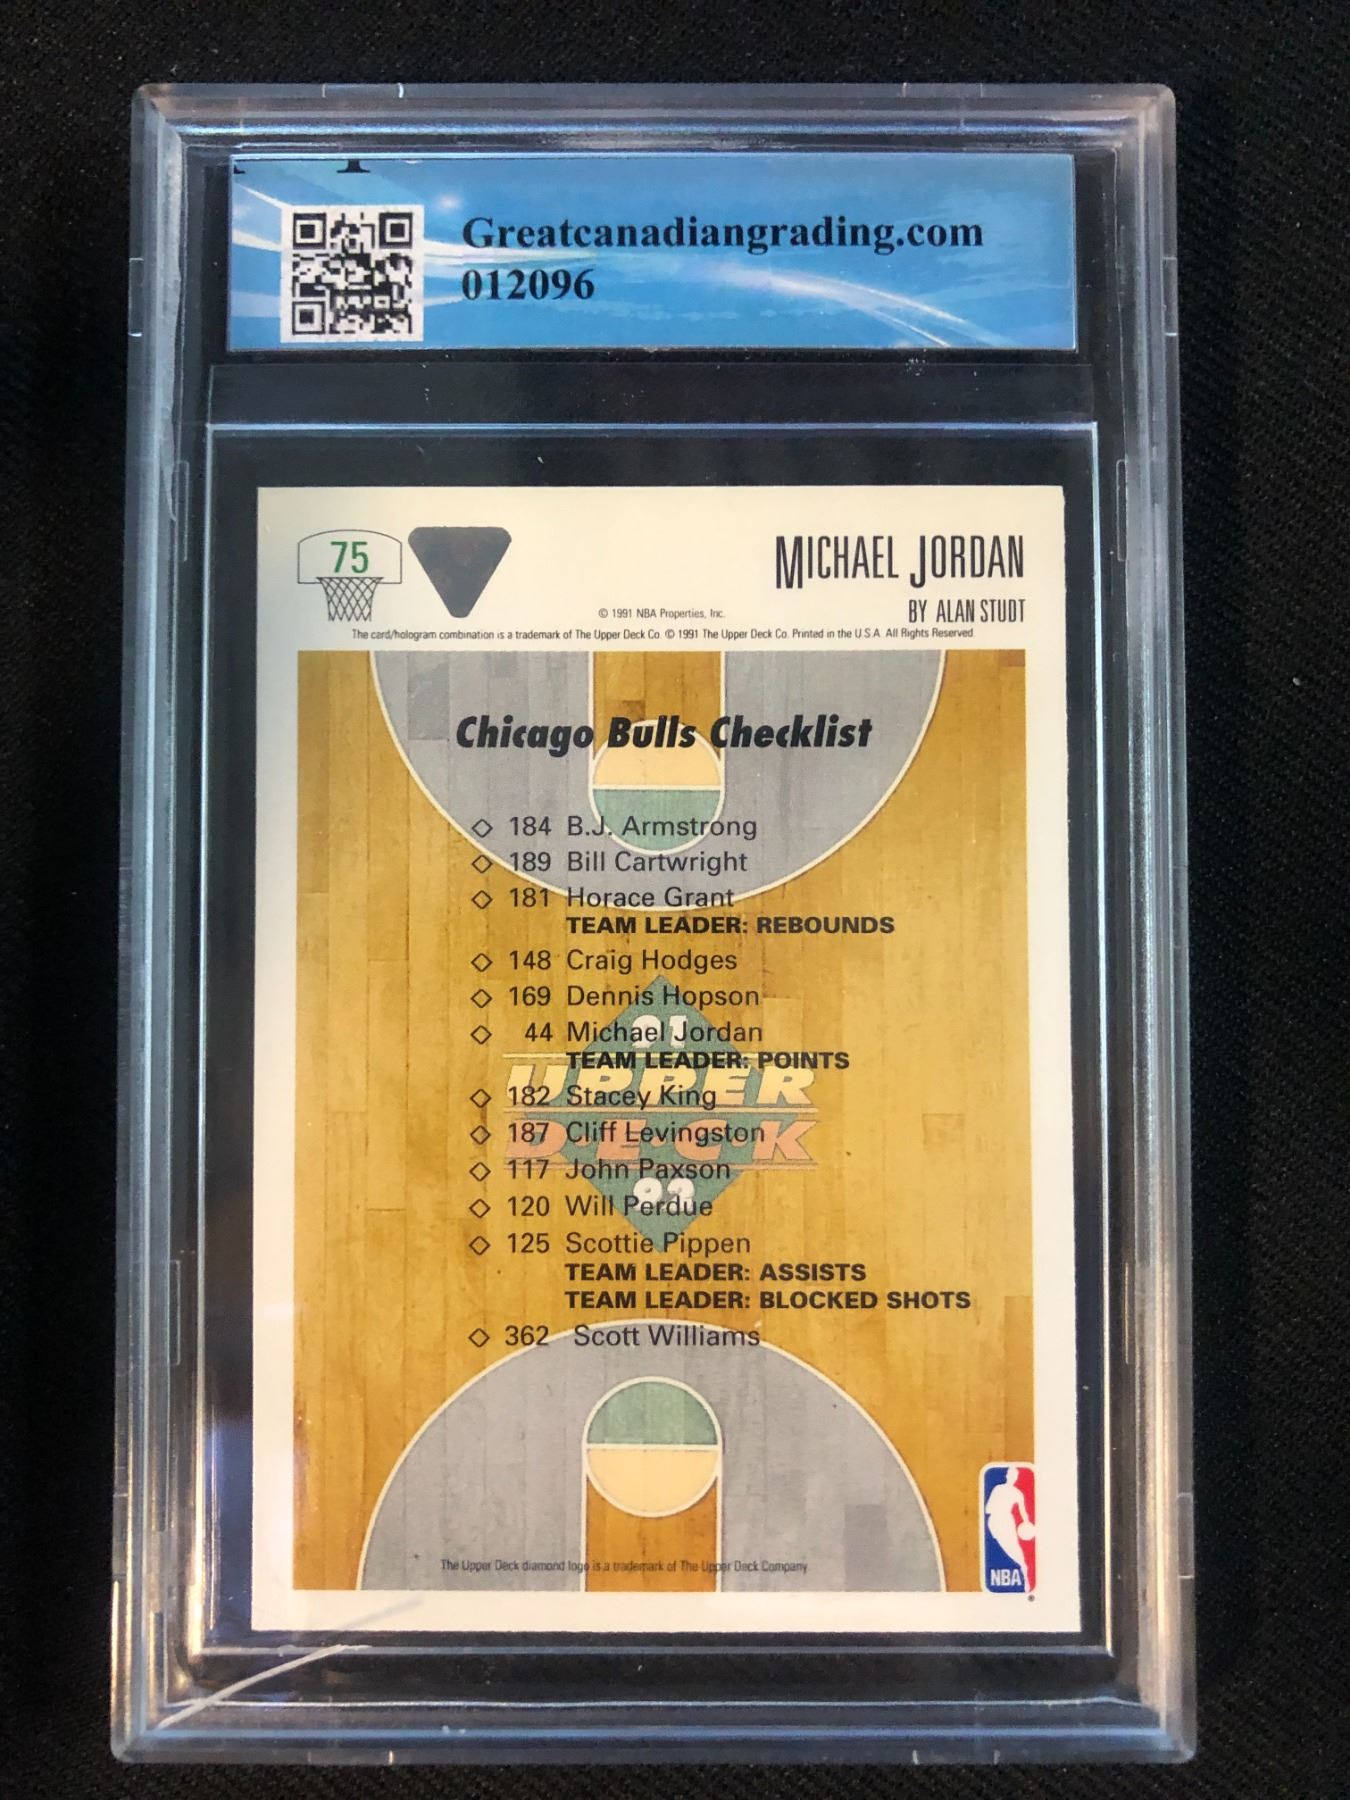 Greatcanadiangrading.com
012096
75
MICHAEL JORDAN
BY ALAN STUDT
© 1991 NBA Properties, Inc.
The card/hologram combination is a trademark of The Upper Deck Co. © 1991 The Upper Deck Co. Printed in the U.S.A. All Rights Reserved.
Chicago Bulls Checklist
◇ 184 B.J. Armstrong
◇ 189 Bill Cartwright
◇ 181 Horace Grant
TEAM LEADER: REBOUNDS
◇ 148 Craig Hodges
◇ 169 Dennis Hopson
◇ 44 Michael Jordan
TEAM LEADER: POINTS
◇ 182 Stacey King
◇ 187 Cliff Levingston
◇ 117 John Paxson
◇ 120 Will Perdue
◇ 125 Scottie Pippen
TEAM LEADER: ASSISTS
TEAM LEADER: BLOCKED SHOTS
◇ 362 Scott Williams
91
UPPER
D·E·C·K
92
The Upper Deck diamond logo is a trademark of The Upper Deck Company.
NBA
®